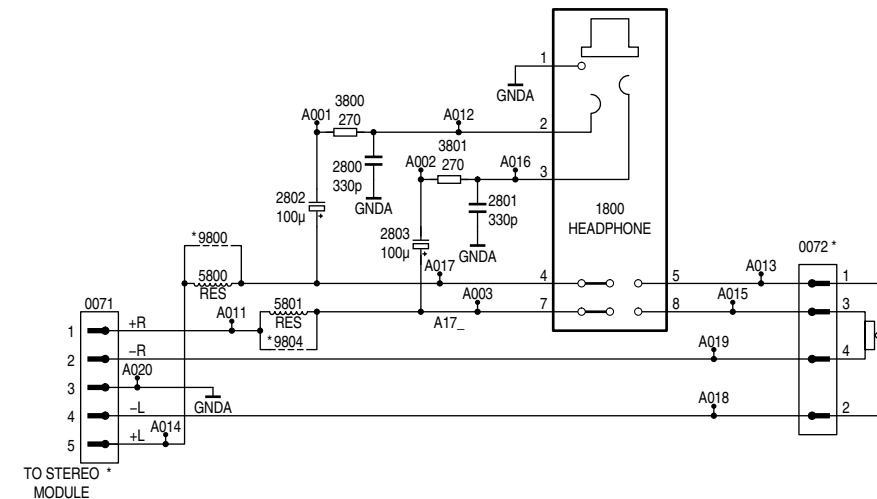 1
GNDA
3800
A001
270
A012
2
3801
2800
330p
A002
270
A016
3
GNDA
2802
100µ
+
2801
330p
1800
HEADPHONE
2803
100µ
+
GNDA
0072 *
*9800
A017
4
5
A013
1
5800
RES
0071
A011
5801
RES
A003
7
8
A015
3
A17_
1
+R
*9804
2
-R
A019
4
A020
3
GNDA
4
-L
A018
2
5
+L
A014
TO STEREO *
MODULE